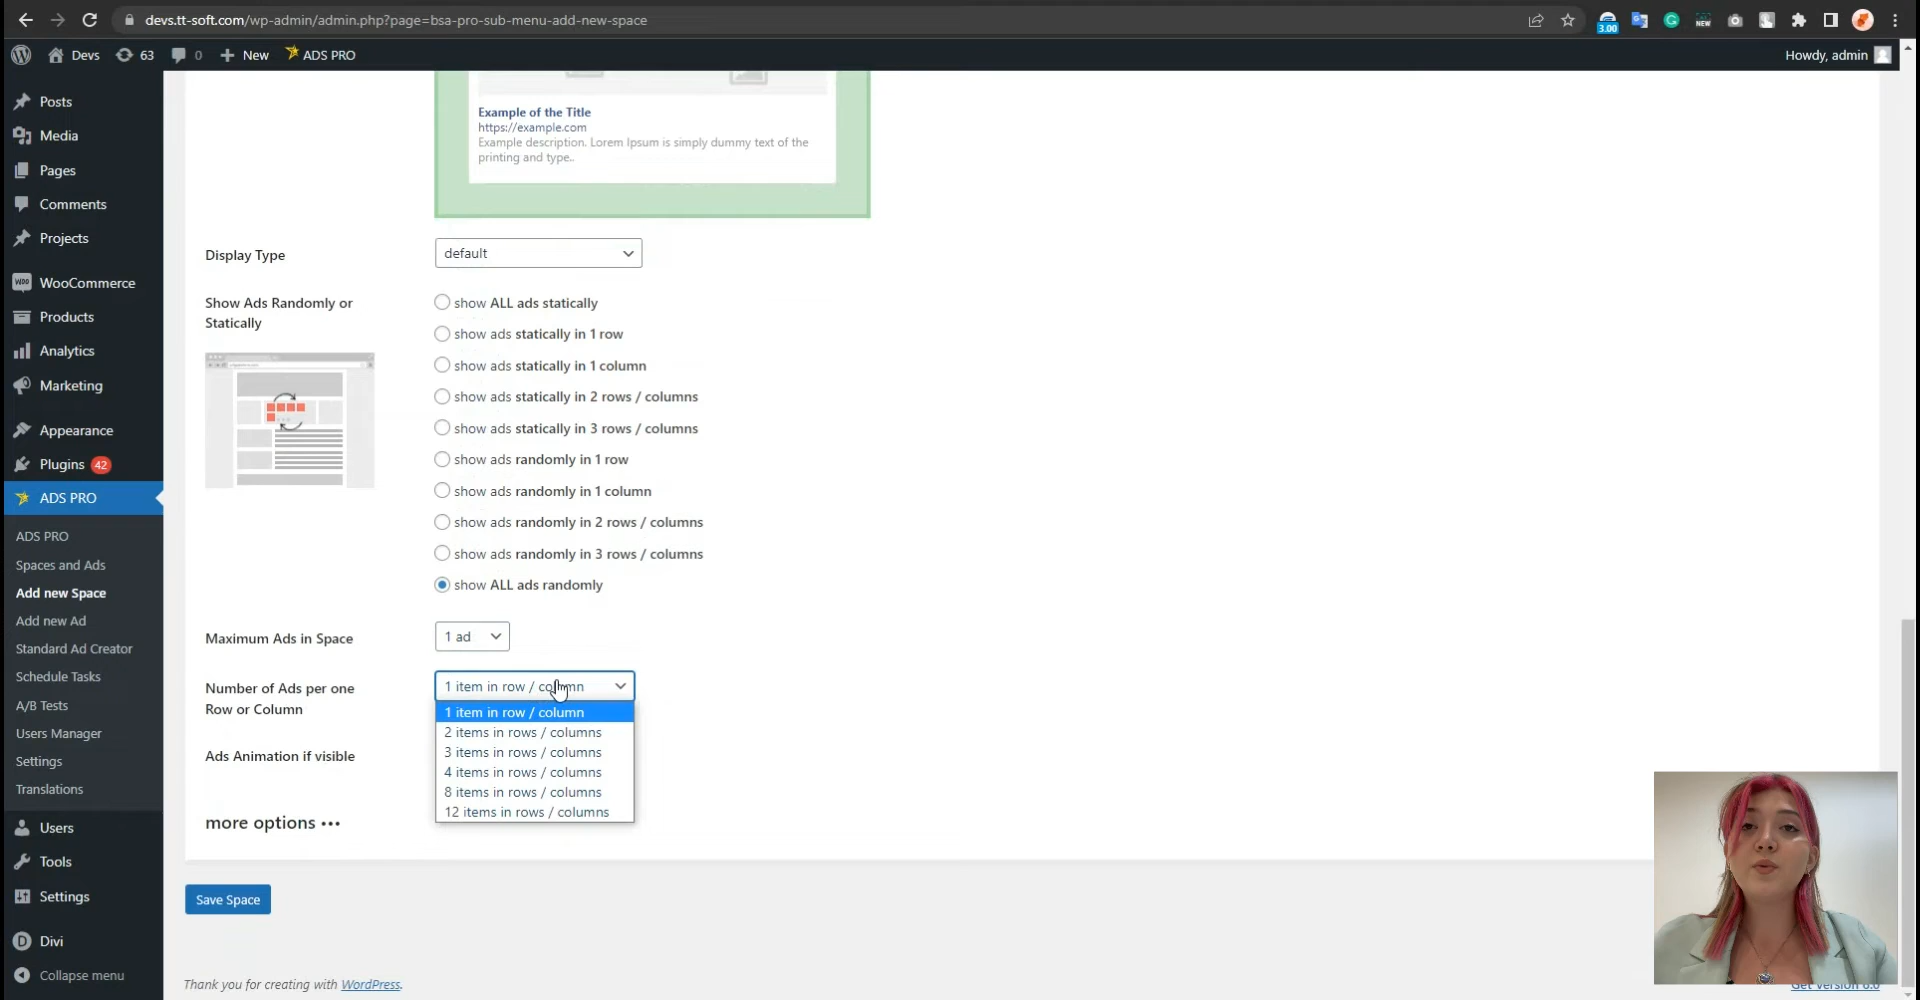 devs.tt-soft.com/wp-admin/admin.php?page=bsa-pro-sub-menu-add-new-space
3.00
NEW
Devs
63
0
New
ADS PRO
Howdy, admin
Posts
Media
Pages
Comments
Projects
WooCommerce
Products
Analytics
Marketing
Appearance
Plugins 42
ADS PRO
ADS PRO
Spaces and Ads
Add new Space
Add new Ad
Standard Ad Creator
Schedule Tasks
A/B Tests
Users Manager
Settings
Translations
Users
Tools
Settings
Divi
Collapse menu
Example of the Title
https://example.com
Example description. Lorem Ipsum is simply dummy text of the
printing and type..
Display Type
default
Show Ads Randomly or
Statically
show ALL ads statically
show ads statically in 1 row
show ads statically in 1 column
show ads statically in 2 rows / columns
show ads statically in 3 rows / columns
show ads randomly in 1 row
show ads randomly in 1 column
show ads randomly in 2 rows / columns
show ads randomly in 3 rows / columns
show ALL ads randomly
Maximum Ads in Space
1 ad
Number of Ads per one
Row or Column
1 item in row / column
1 item in row / column
2 items in rows / columns
3 items in rows / columns
4 items in rows / columns
8 items in rows / columns
12 items in rows / columns
Ads Animation if visible
more options •••
Save Space
Thank you for creating with WordPress.
Get Version 6.0